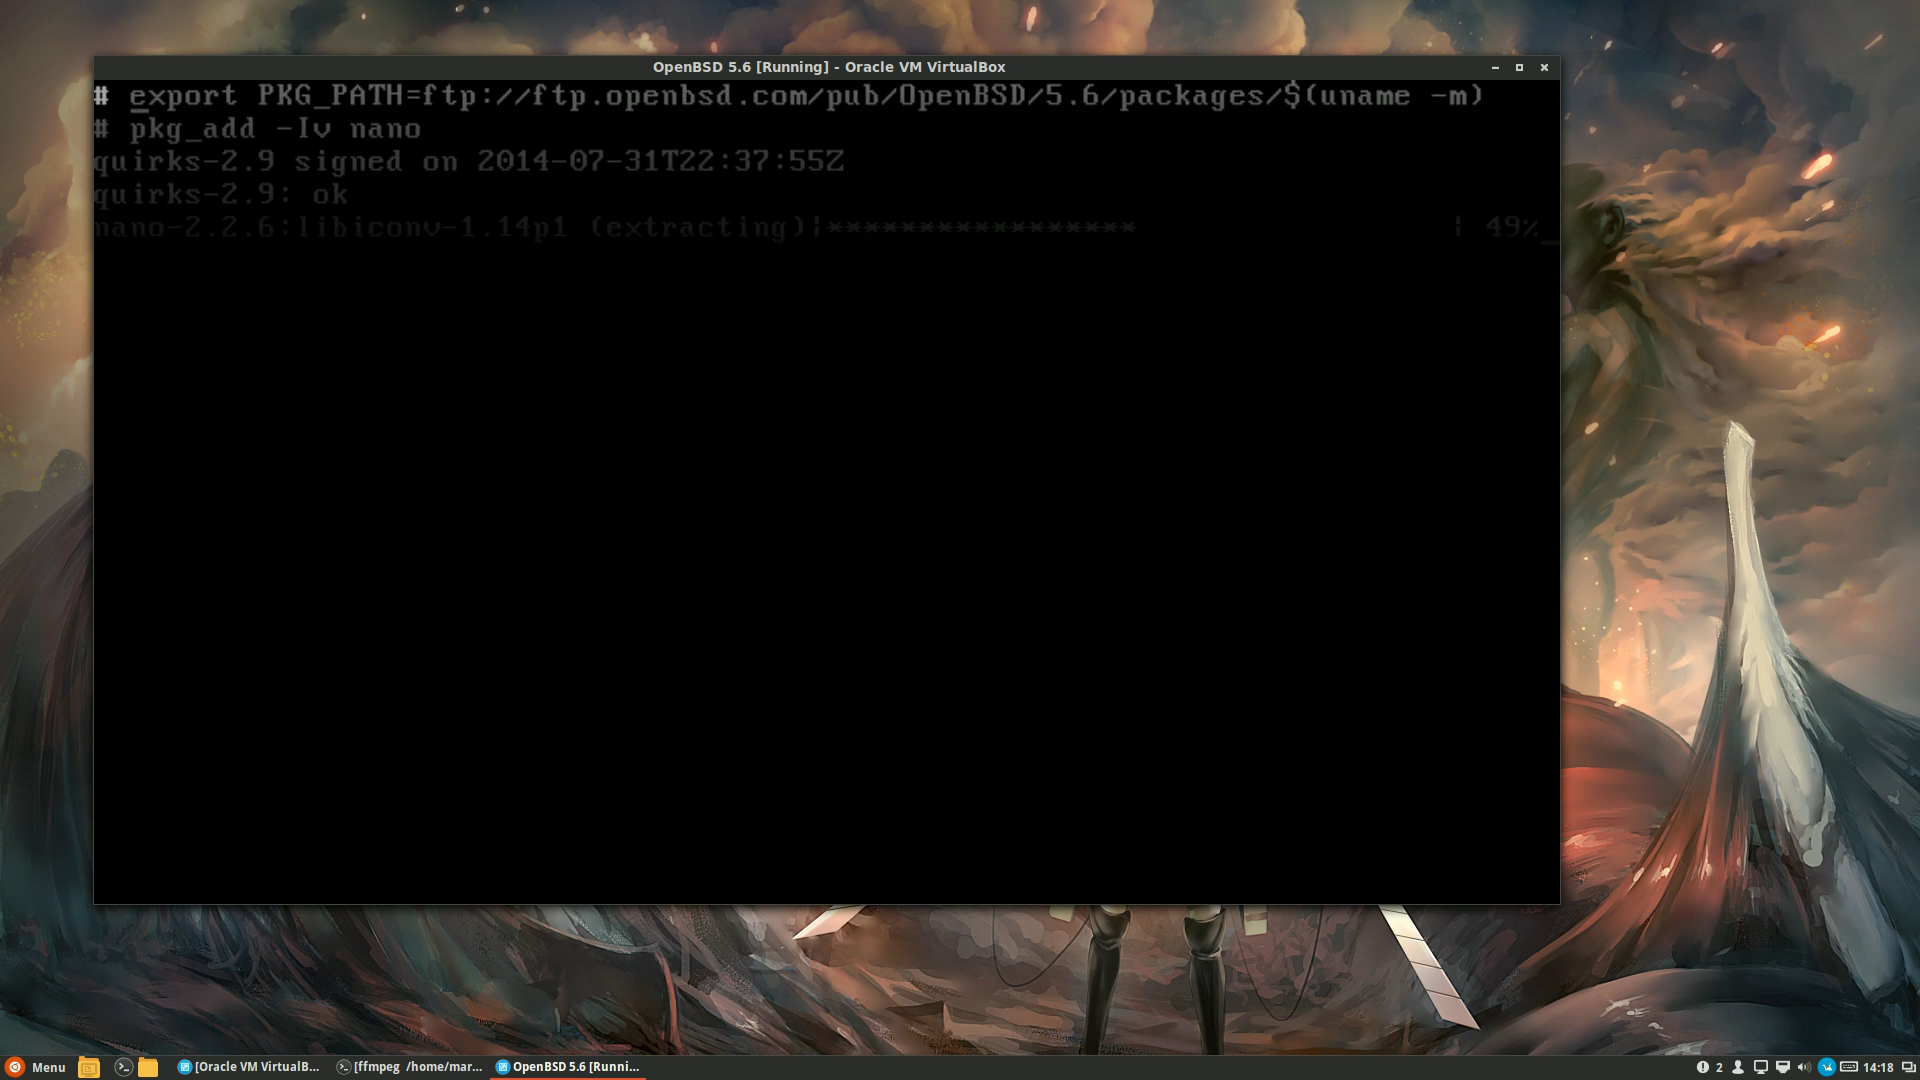 OpenBSD 5.6 [Running] - Oracle VM VirtualBox
# export PKG_PATH=ftp://ftp.openbsd.com/pub/OpenBSD/5.6/packages/$(uname -m)
# pkg_add -Iv nano
quirks-2.9 signed on 2014-07-31T22:37:55Z
quirks-2.9: ok
nano-2.2.6:libiconv-1.14p1 (extracting)|***************** | 49%_
Menu [Oracle VM VirtualB... [ffmpeg /home/mar... OpenBSD 5.6 [Runni... 2 14:18